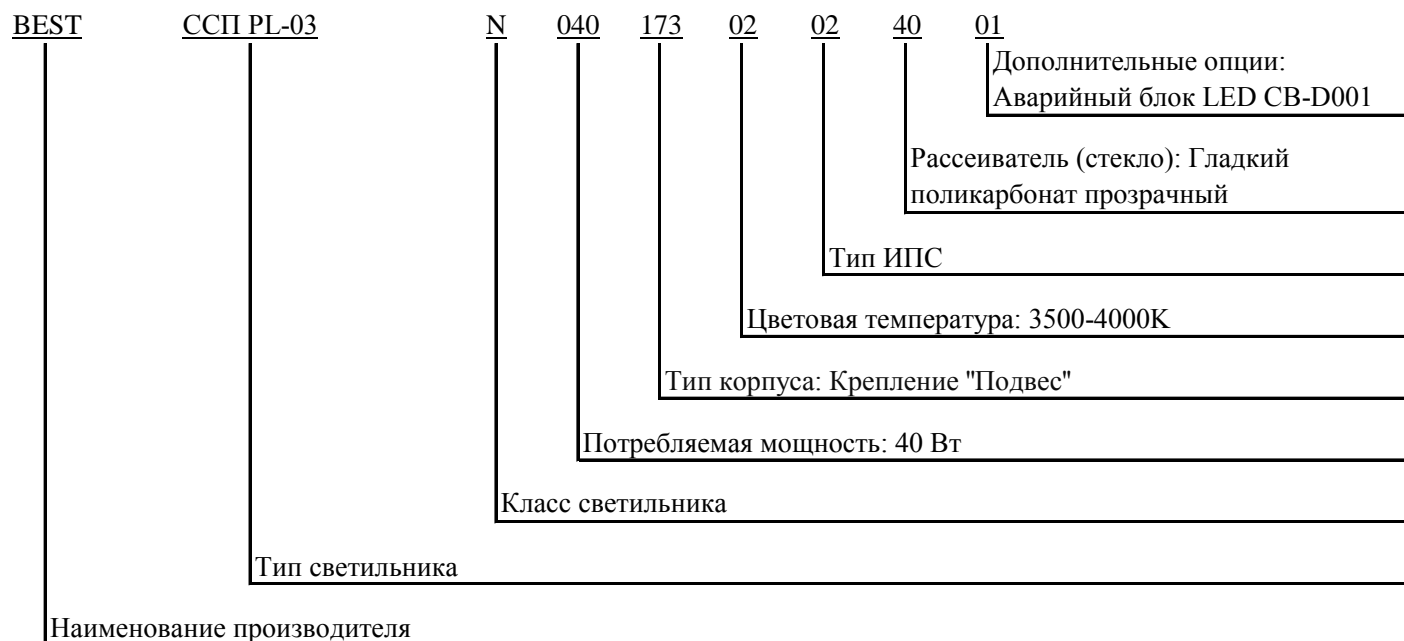 BEST ССП PL-03 N 040 173 02 02 40 01
Дополнительные опции:
Аварийный блок LED CB-D001
Рассеиватель (стекло): Гладкий
поликарбонат прозрачный
Тип ИПС
Цветовая температура: 3500-4000К
Тип корпуса: Крепление "Подвес"
Потребляемая мощность: 40 Вт
Класс светильника
Тип светильника
Наименование производителя